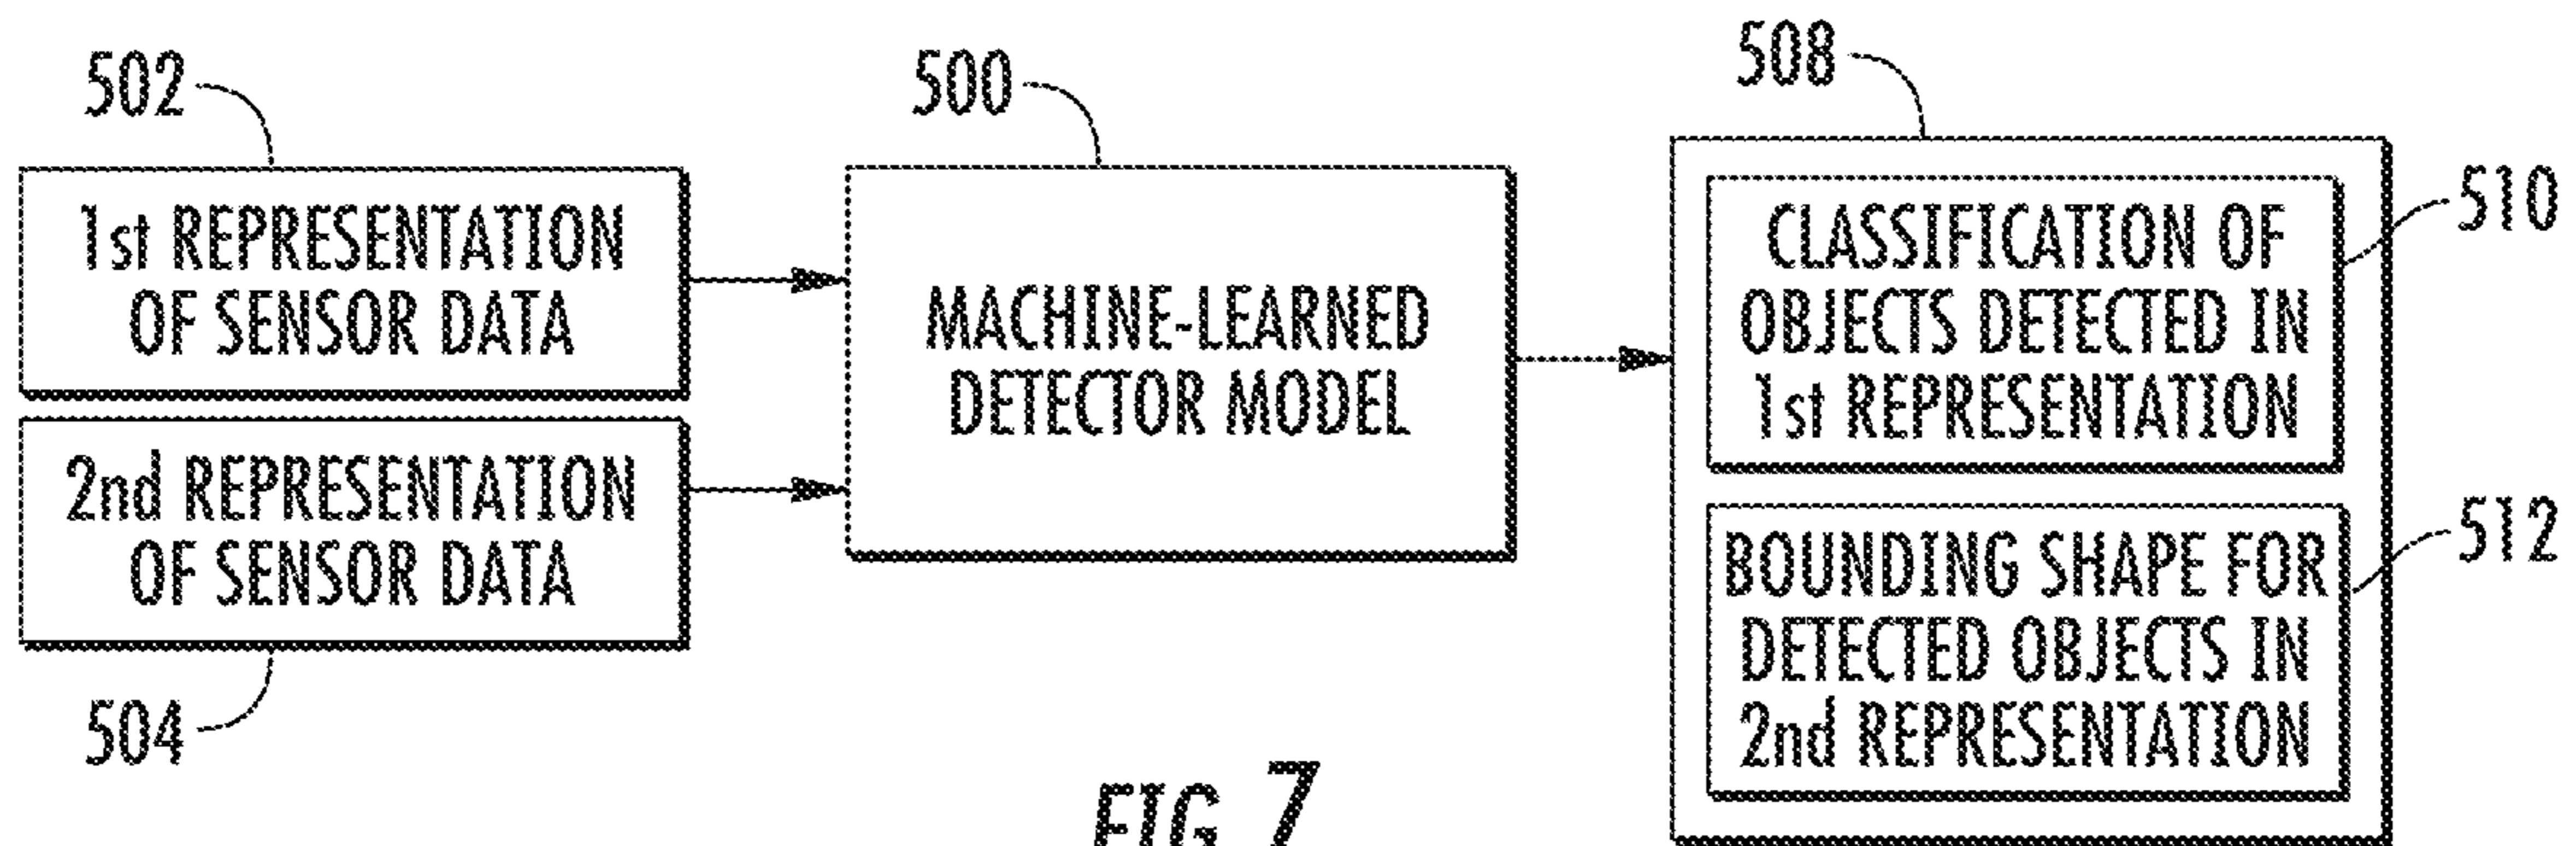 502
1st REPRESENTATION
OF SENSOR DATA
2nd REPRESENTATION
OF SENSOR DATA
504
500
MACHINE-LEARNED
DETECTOR MODEL
508
CLASSIFICATION OF
OBJECTS DETECTED IN
1st REPRESENTATION
510
BOUNDING SHAPE FOR
DETECTED OBJECTS IN
2nd REPRESENTATION
512
FIG. 7